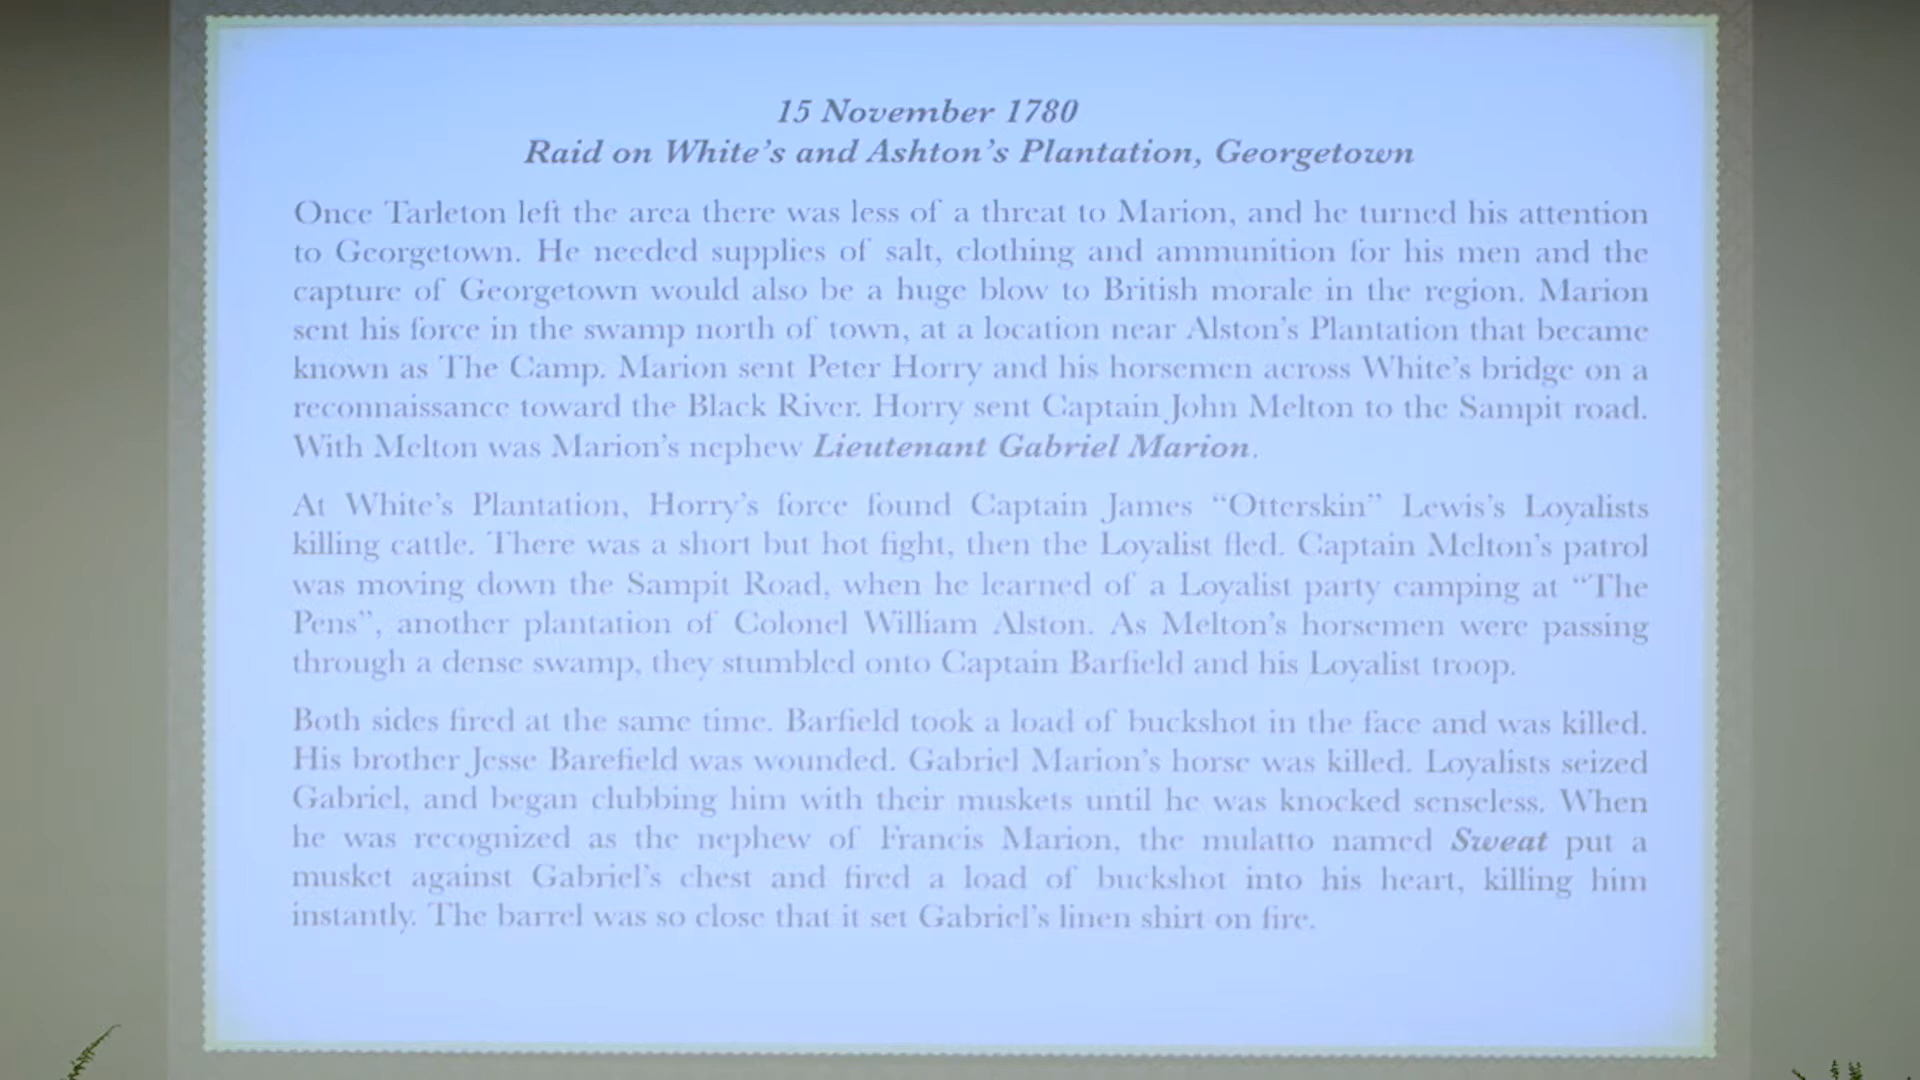 15 November 1780
Raid on White's and Ashton's Plantation, Georgetown
Once Tarleton left the area there was less of a threat to Marion, and he turned his attention
to Georgetown. He needed supplies of salt, clothing and ammunition for his men and the
capture of Georgetown would also be a huge blow to British morale in the region. Marion
sent his force in the swamp north of town, at a location near Alston's Plantation that became
known as The Camp. Marion sent Peter Horry and his horsemen across White's bridge on a
reconnaissance toward the Black River. Horry sent Captain John Melton to the Sampit road.
With Melton was Marion's nephew Lieutenant Gabriel Marion.
At White's Plantation, Horry's force found Captain James “Otterskin” Lewis's Loyalists
killing cattle. There was a short but hot fight, then the Loyalist fled. Captain Melton's patrol
was moving down the Sampit Road, when he learned of a Loyalist party camping at “The
Pens”, another plantation of Colonel William Alston. As Melton's horsemen were passing
through a dense swamp, they stumbled onto Captain Barfield and his Loyalist troop.
Both sides fired at the same time. Barfield took a load of buckshot in the face and was killed.
His brother Jesse Barefield was wounded. Gabriel Marion's horse was killed. Loyalists seized
Gabriel, and began clubbing him with their muskets until he was knocked senseless. When
he was recognized as the nephew of Francis Marion, the mulatto named Sweat put a
musket against Gabriel's chest and fired a load of buckshot into his heart, killing him
instantly. The barrel was so close that it set Gabriel's linen shirt on fire.